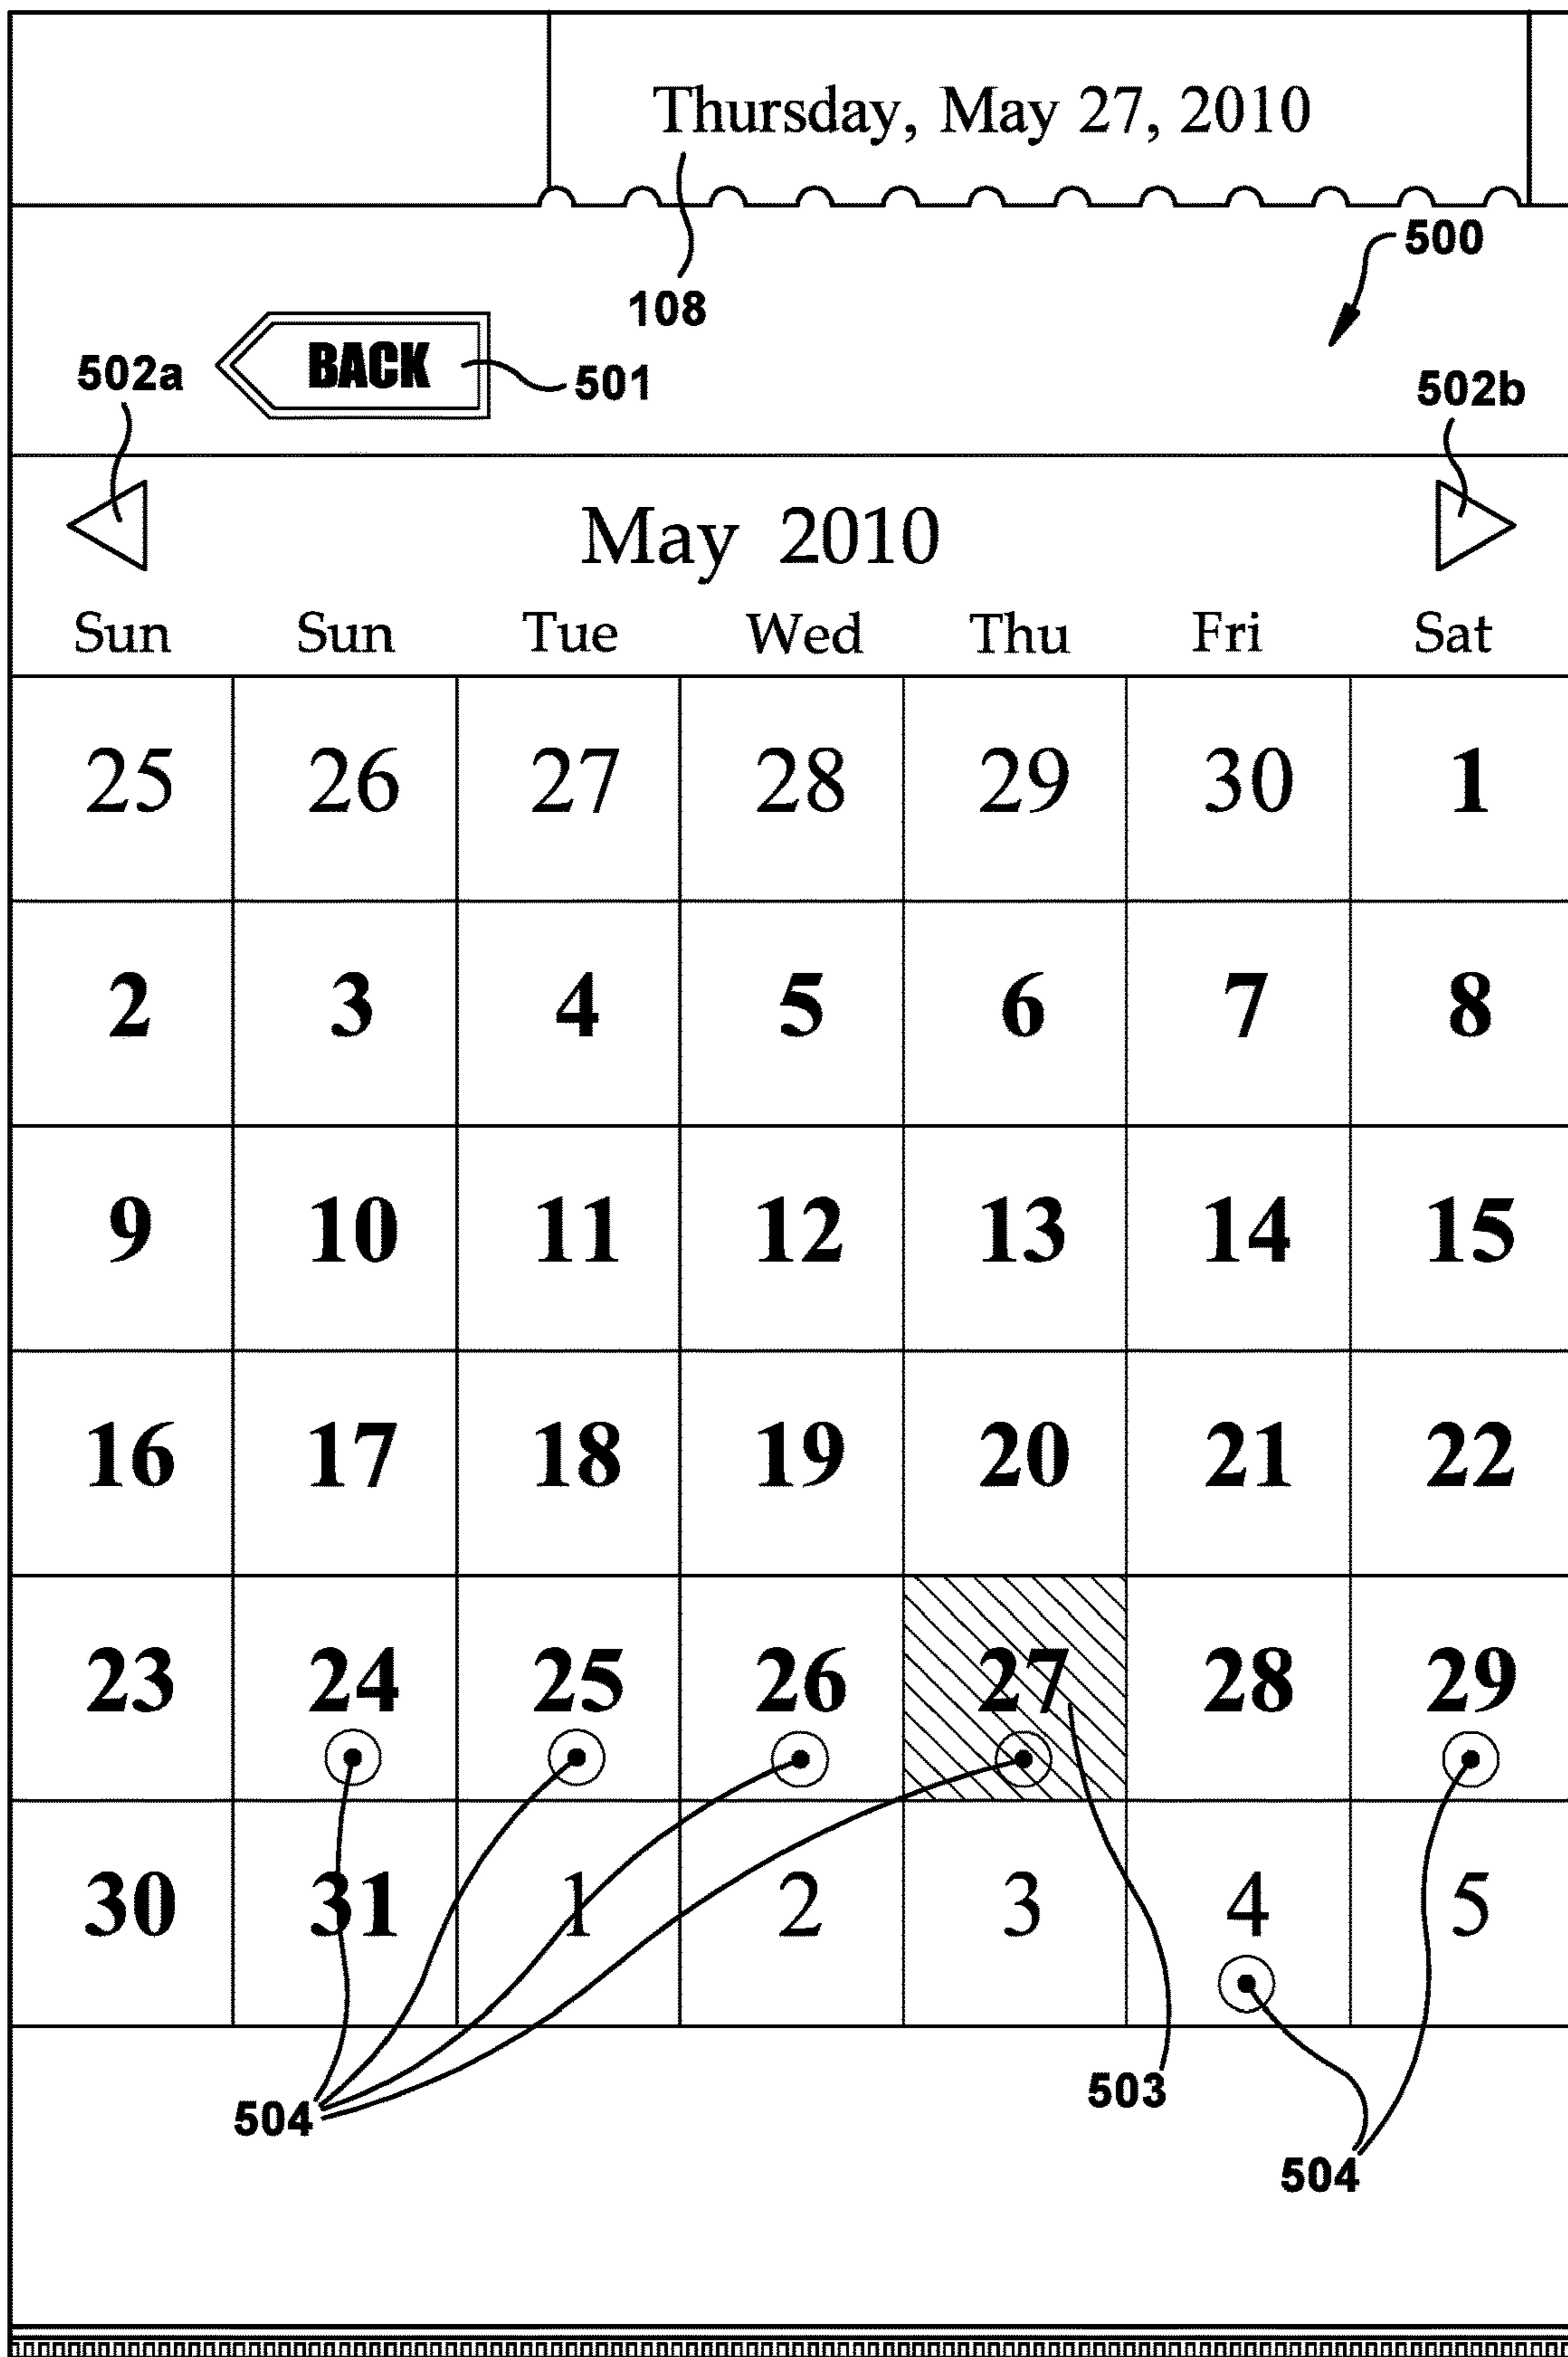 Thursday, May 27, 2010
500
108
BACK
502a
501
502b
May 2010
Sun Sun Tue Wed Thu Fri Sat
25 26 27 28 29 30 1
2 3 4 5 6 7 8
9 10 11 12 13 14 15
16 17 18 19 20 21 22
23 24 25 26 27 28 29
30 31 1 2 3 4 5
503
504
504